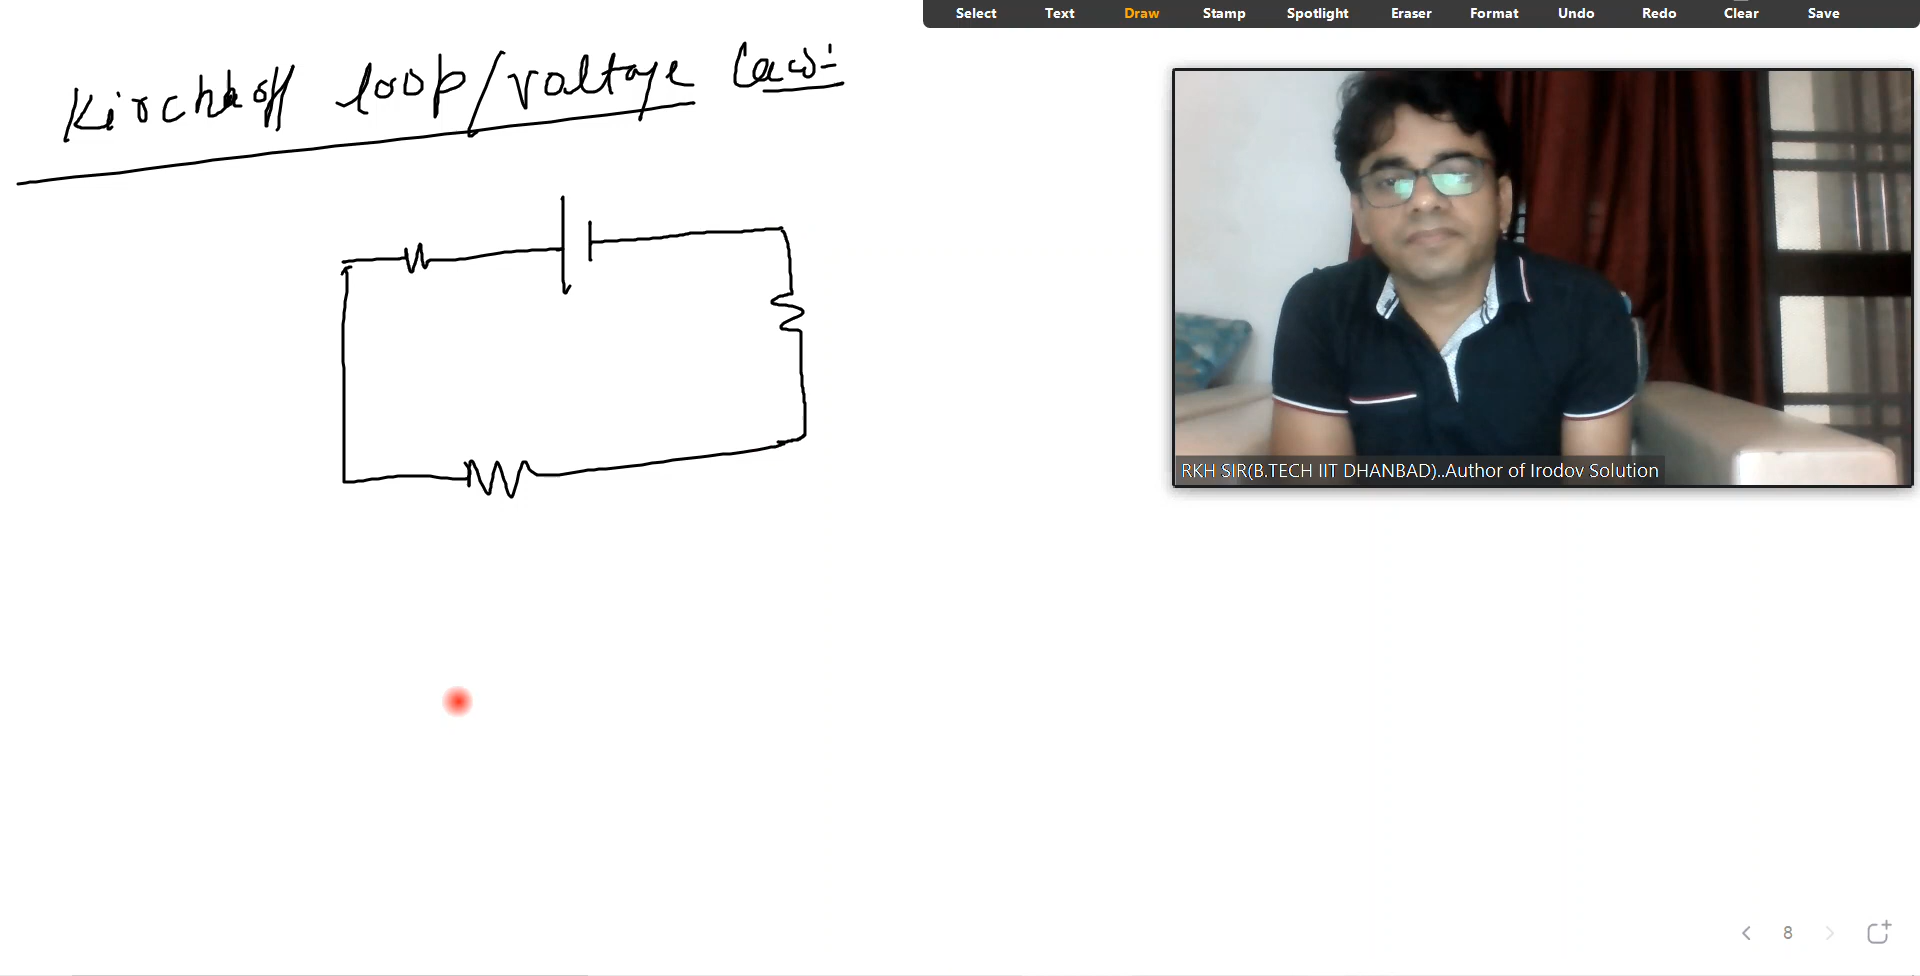 Select Text Draw Stamp Spotlight Eraser Format Undo Redo Clear Save
Kirchhoff loop/voltage Law:-
RKH SIR(B.TECH IIT DHANBAD)..Author of Irodov Solution
8